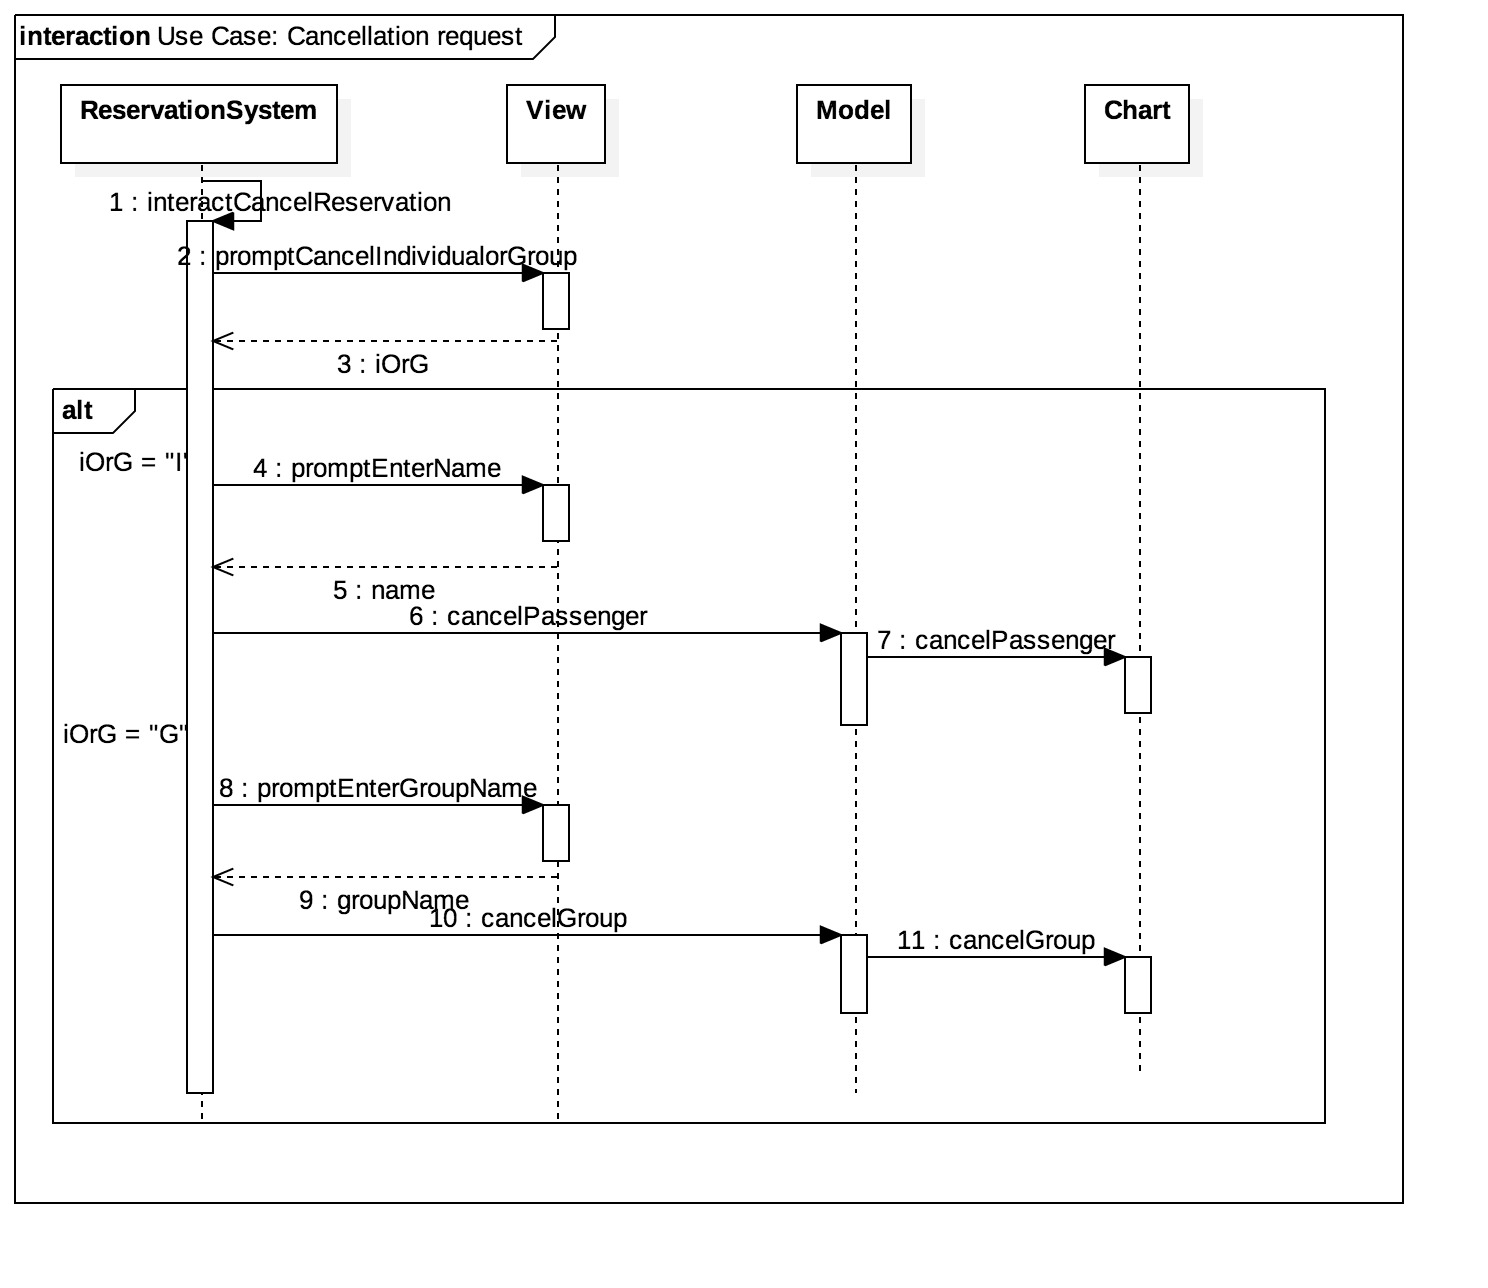 interaction Use Case: Cancellation request
ReservationSystem
View
Model
Chart
1 : interactCancelReservation
2 : promptCancelIndividualorGroup
3 : iOrG
alt
iOrG = "I"
4 : promptEnterName
5 : name
6 : cancelPassenger
7 : cancelPassenger
iOrG = "G"
8 : promptEnterGroupName
9 : groupName
10 : cancelGroup
11 : cancelGroup